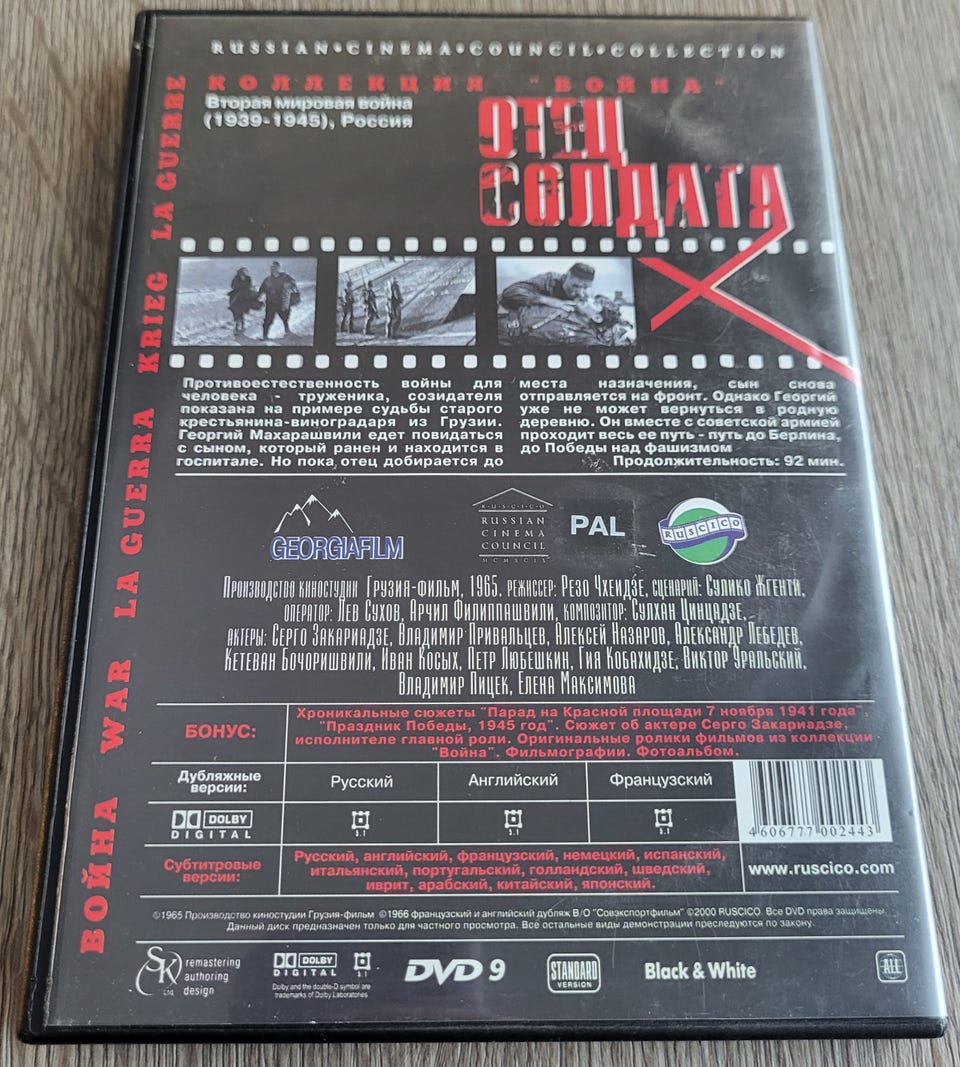 RUSSIAN•CINEMA•COUNCIL•COLLECTION
КОЛЛЕКЦИЯ "ВОЙНА"
Вторая мировая война
(1939-1945), Россия
ОТЕЦ
СОЛДАТА
ВОЙНА WAR LA GUERRA KRIEG LA GUERRE
Противоестественность войны для
человека - труженика, созидателя
показана на примере судьбы старого
крестьянина-виноградаря из Грузии.
Георгий Махарашвили едет повидаться
с сыном, который ранен и находится в
госпитале. Но пока отец добирается до
места назначения, сын снова
отправляется на фронт. Однако Георгий
уже не может вернуться в родную
деревню. Он вместе с советской армией
проходит весь ее путь - путь до Берлина,
до Победы над фашизмом
Продолжительность: 92 мин.
GEORGIAFILM
RUSCICO
RUSSIAN
CINEMA
COUNCIL
MCMXCIX
PAL
RUSCICO
Производство киностудии Грузия-фильм, 1965. режиссер: Резо Чхеидзе, сценарий: Сулико Жгенти,
оператор: Лев Сухов, Арчил Филиппашвили, композитор: Сулхан Цинцадзе,
актеры: Серго Закариадзе, Владимир Привальцев, Алексей Назаров, Александр Лебедев,
Кетеван Бочоришвили, Иван Косых, Петр Любешкин, Гия Кобахидзе, Виктор Уральский,
Владимир Пицек, Елена Максимова
БОНУС:
Хроникальные сюжеты "Парад на Красной площади 7 ноября 1941 года",
"Праздник Победы, 1945 год". Сюжет об актере Серго Закариадзе,
исполнителе главной роли. Оригинальные ролики фильмов из коллекции
"Война". Фильмографии. Фотоальбом.
Дубляжные
версии:
Русский
Английский
Французский
DOLBY
DIGITAL
5.1
5.1
5.1
4 606777 002443
Субтитровые
версии:
Русский, английский, французский, немецкий, испанский,
итальянский, португальский, голландский, шведский,
иврит, арабский, китайский, японский.
www.ruscico.com
©1965 Производство киностудии Грузия-фильм ©1966 французский и английский дубляж В/О "Совэкспортфильм" ©2000 RUSCICO. Все DVD права защищены.
Данный диск предназначен только для частного просмотра. Все остальные виды демонстрации преследуются по закону.
SK
Ltd.
remastering
authoring
design
DOLBY
DIGITAL
5.1
Dolby and the double-D symbol are
trademarks of Dolby Laboratories
DVD 9
STANDARD
VERSION
Black & White
ALL